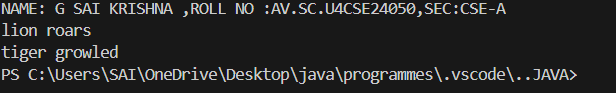 NAME: G SAI KRISHNA ,ROLL NO :AV.SC.U4CSE24050,SEC:CSE-A
lion roars
tiger growled
PS C:\Users\SAI\OneDrive\Desktop\java\programmes\.vscode\..JAVA>